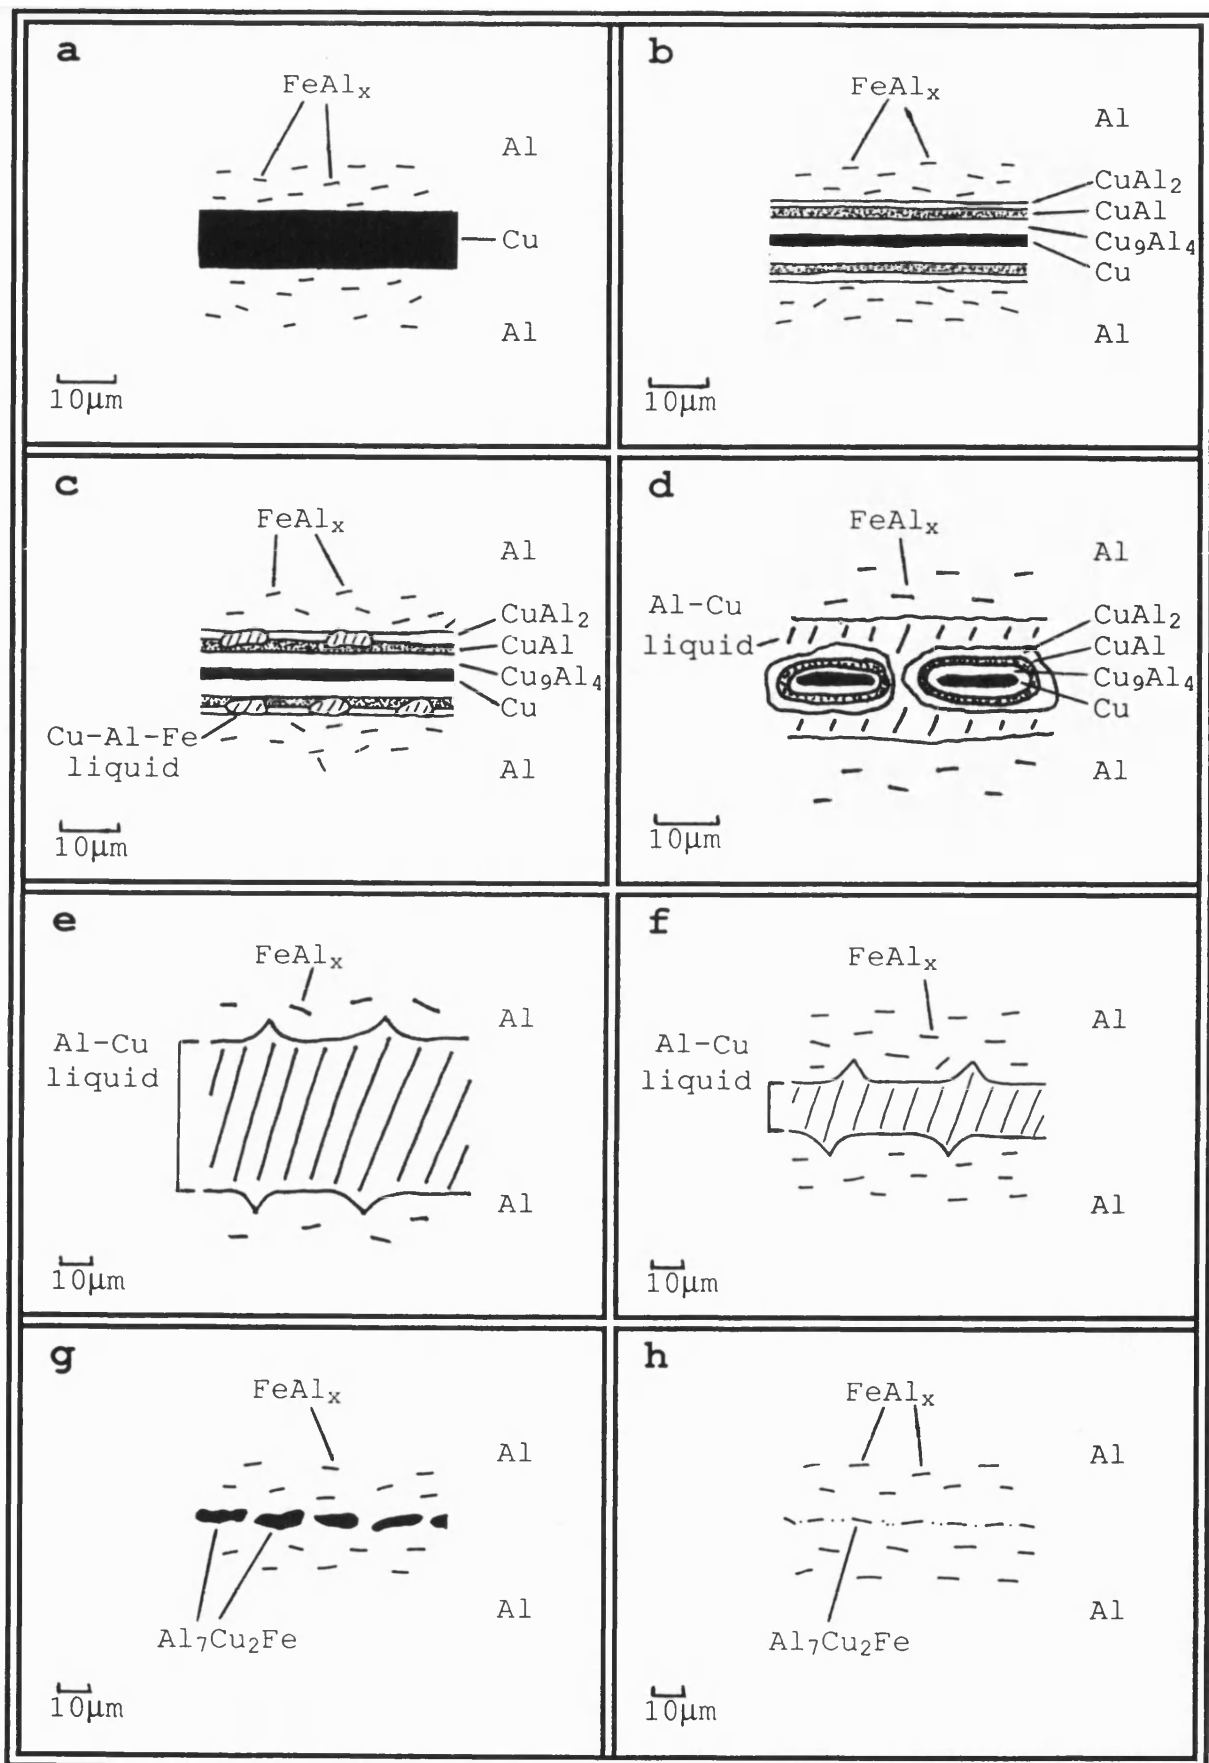 a
FeAlₓ
Al
Cu
Al
10µm
b
FeAlₓ
Al
CuAl₂
CuAl
Cu₉Al₄
Cu
Al
10µm
c
FeAlₓ
Al
CuAl₂
CuAl
Cu₉Al₄
Cu
Cu-Al-Fe
liquid
Al
10µm
d
FeAlₓ
Al
Al-Cu
liquid
CuAl₂
CuAl
Cu₉Al₄
Cu
Al
10µm
e
FeAlₓ
Al
Al-Cu
liquid
Al
10µm
f
FeAlₓ
Al
Al-Cu
liquid
Al
10µm
g
FeAlₓ
Al
Al
Al₇Cu₂Fe
10µm
h
FeAlₓ
Al
Al
Al₇Cu₂Fe
10µm